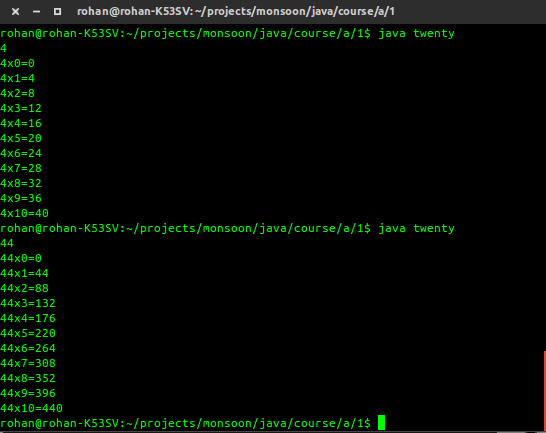 rohan@rohan-K53SV: ~/projects/monsoon/java/course/a/1
rohan@rohan-K53SV:~/projects/monsoon/java/course/a/1$ java twenty
4
4x0=0
4x1=4
4x2=8
4x3=12
4x4=16
4x5=20
4x6=24
4x7=28
4x8=32
4x9=36
4x10=40
rohan@rohan-K53SV:~/projects/monsoon/java/course/a/1$ java twenty
44
44x0=0
44x1=44
44x2=88
44x3=132
44x4=176
44x5=220
44x6=264
44x7=308
44x8=352
44x9=396
44x10=440
rohan@rohan-K53SV:~/projects/monsoon/java/course/a/1$